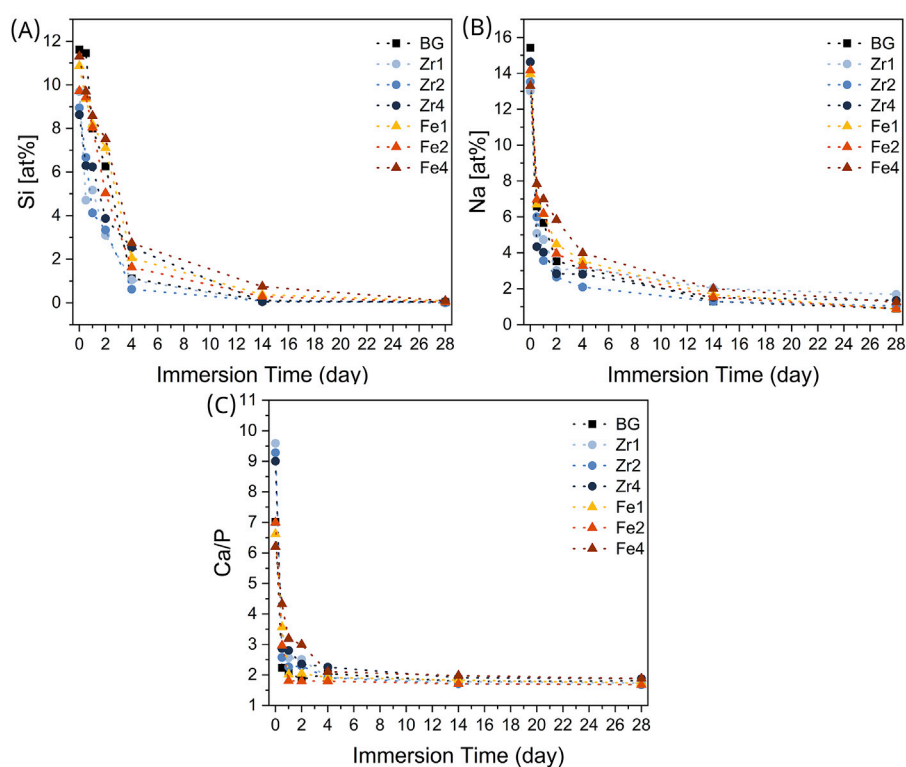 (A)
Si [at%]
12
10
8
6
4
2
0
0 2 4 6 8 10 12 14 16 18 20 22 24 26 28
Immersion Time (day)
BG
Zr1
Zr2
Zr4
Fe1
Fe2
Fe4
(B)
Na [at%]
16
14
12
10
8
6
4
2
0
0 2 4 6 8 10 12 14 16 18 20 22 24 26 28
Immersion Time (day)
BG
Zr1
Zr2
Zr4
Fe1
Fe2
Fe4
(C)
Ca/P
11
10
9
8
7
6
5
4
3
2
1
0 2 4 6 8 10 12 14 16 18 20 22 24 26 28
Immersion Time (day)
BG
Zr1
Zr2
Zr4
Fe1
Fe2
Fe4